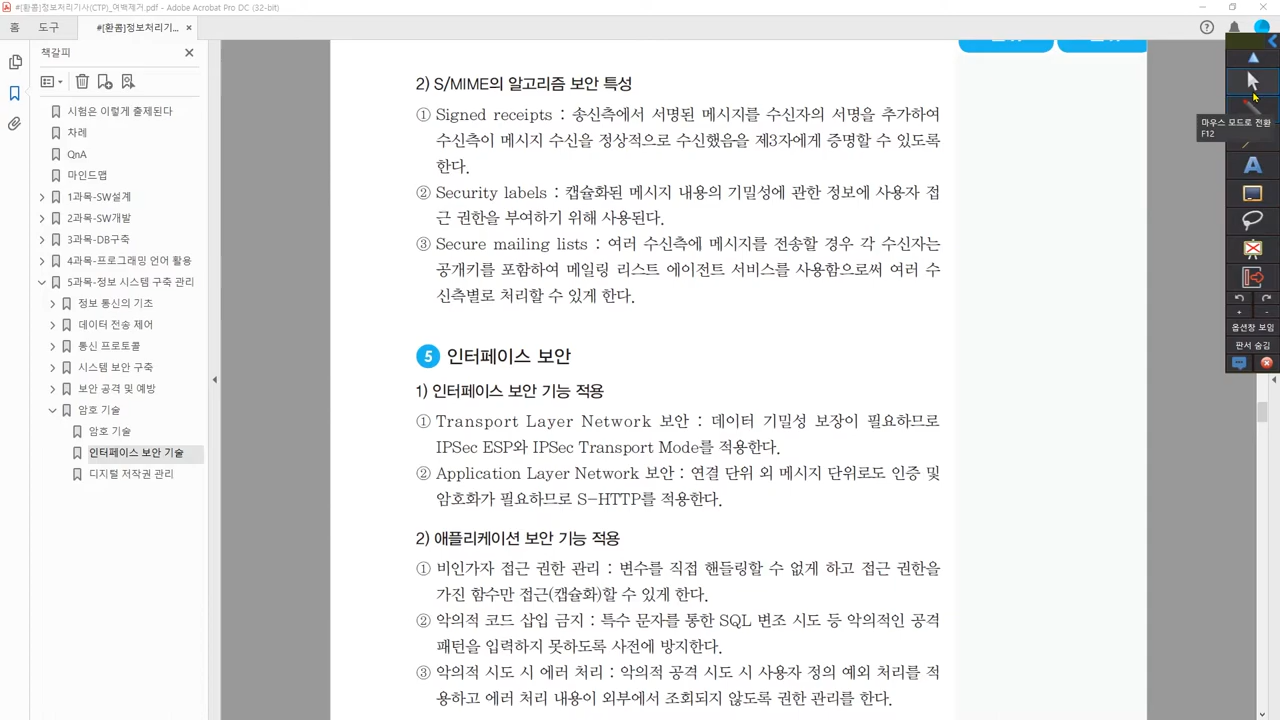 #[환콤]정보처리기사(CTP)_여백제거.pdf - Adobe Acrobat Pro DC (32-bit)
홈
도구
#[환콤]정보처리기...
책갈피
시험은 이렇게 출제된다
차례
QnA
마인드맵
1과목-SW설계
2과목-SW개발
3과목-DB구축
4과목-프로그래밍 언어 활용
5과목-정보 시스템 구축 관리
정보 통신의 기초
데이터 전송 제어
통신 프로토콜
시스템 보안 구축
보안 공격 및 예방
암호 기술
암호 기술
인터페이스 보안 기술
디지털 저작권 관리
2) S/MIME의 알고리즘 보안 특성
① Signed receipts : 송신측에서 서명된 메시지를 수신자의 서명을 추가하여
수신측이 메시지 수신을 정상적으로 수신했음을 제3자에게 증명할 수 있도록
한다.
② Security labels : 캡슐화된 메시지 내용의 기밀성에 관한 정보에 사용자 접
근 권한을 부여하기 위해 사용된다.
③ Secure mailing lists : 여러 수신측에 메시지를 전송할 경우 각 수신자는
공개키를 포함하여 메일링 리스트 에이전트 서비스를 사용함으로써 여러 수
신측별로 처리할 수 있게 한다.
5 인터페이스 보안
1) 인터페이스 보안 기능 적용
① Transport Layer Network 보안 : 데이터 기밀성 보장이 필요하므로
IPSec ESP와 IPSec Transport Mode를 적용한다.
② Application Layer Network 보안 : 연결 단위 외 메시지 단위로도 인증 및
암호화가 필요하므로 S-HTTP를 적용한다.
2) 애플리케이션 보안 기능 적용
① 비인가자 접근 권한 관리 : 변수를 직접 핸들링할 수 없게 하고 접근 권한을
가진 함수만 접근(캡슐화)할 수 있게 한다.
② 악의적 코드 삽입 금지 : 특수 문자를 통한 SQL 변조 시도 등 악의적인 공격
패턴을 입력하지 못하도록 사전에 방지한다.
③ 악의적 시도 시 에러 처리 : 악의적 공격 시도 시 사용자 정의 예외 처리를 적
용하고 에러 처리 내용이 외부에서 조회되지 않도록 권한 관리를 한다.
마우스 모드로 전환
F12
A
옵션창 보임
판서 숨김